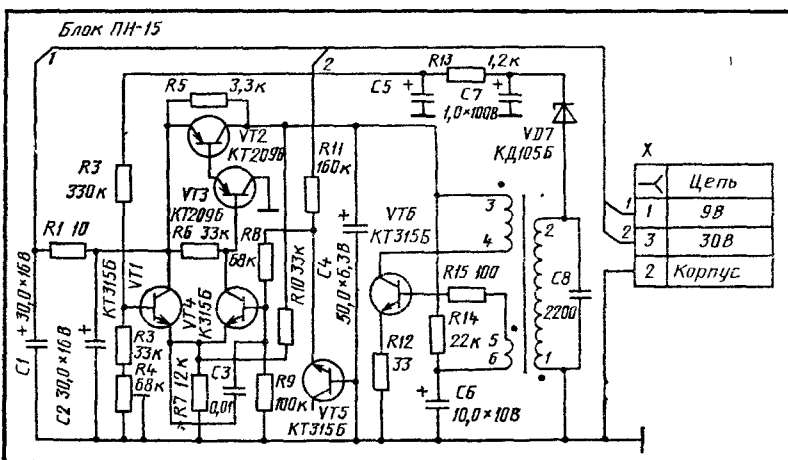 Блок ПН-15
1
2
R5 3,3к
R13 1,2к
C5 +
C7 +
1,0×100В
VD7
КД105Б
VT2
КТ209Б
R3
330к
R11
160к
VT3
КТ209Б
R1 10
R6 33к
R8
68к
VT6
КТ315Б
3
4
2
C8
2200
X
Цепь
1 1 9В
2 3 30В
2 Корпус
КТ315Б
VT1
VT4
К315Б
R10 33к
C4
50,0×6,3В
+
R15 100
R14
22к
5
6
1
C1 + 30,0×16В
C2 30,0×16В
+
R3
33к
R4
68к
*R7 12к
C3
0,01
R9
100к
VT5
КТ315Б
R12
33
C6
+
10,0×10В